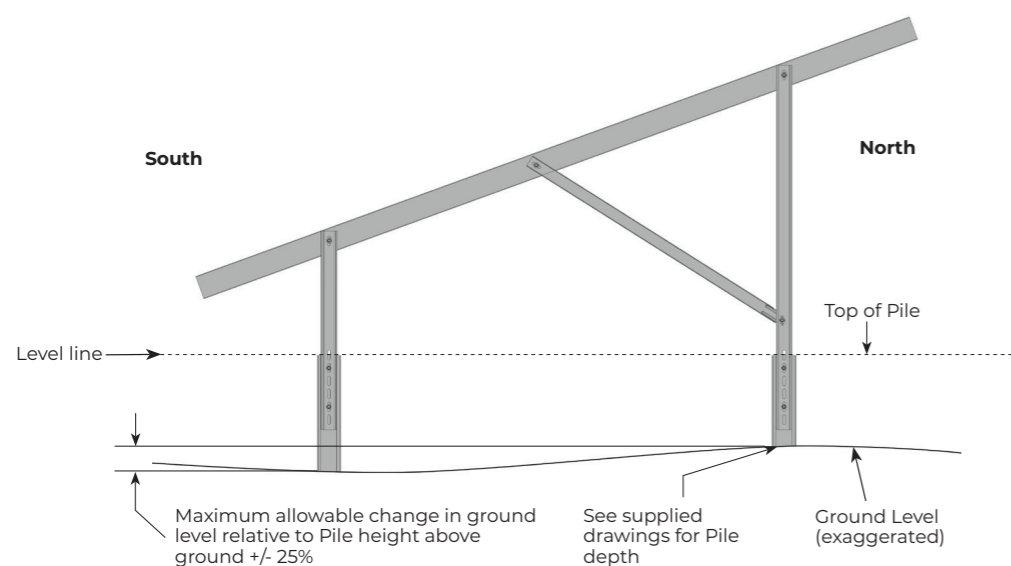 South
North
Top of Pile
Level line
Maximum allowable change in ground
level relative to Pile height above
ground +/- 25%
See supplied
drawings for Pile
depth
Ground Level
(exaggerated)